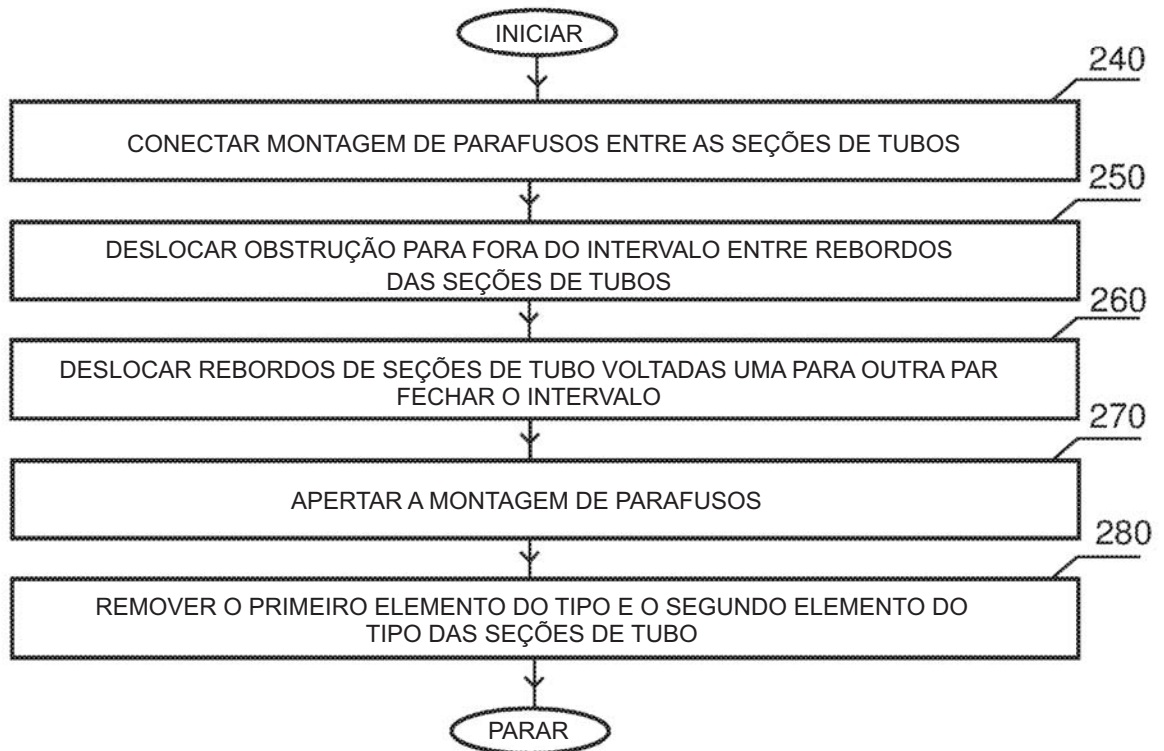 INICIAR
240
CONECTAR MONTAGEM DE PARAFUSOS ENTRE AS SEÇÕES DE TUBOS
250
DESLOCAR OBSTRUÇÃO PARA FORA DO INTERVALO ENTRE REBORDOS
DAS SEÇÕES DE TUBOS
260
DESLOCAR REBORDOS DE SEÇÕES DE TUBO VOLTADAS UMA PARA OUTRA PAR
FECHAR O INTERVALO
270
APERTAR A MONTAGEM DE PARAFUSOS
280
REMOVER O PRIMEIRO ELEMENTO DO TIPO E O SEGUNDO ELEMENTO DO
TIPO DAS SEÇÕES DE TUBO
PARAR